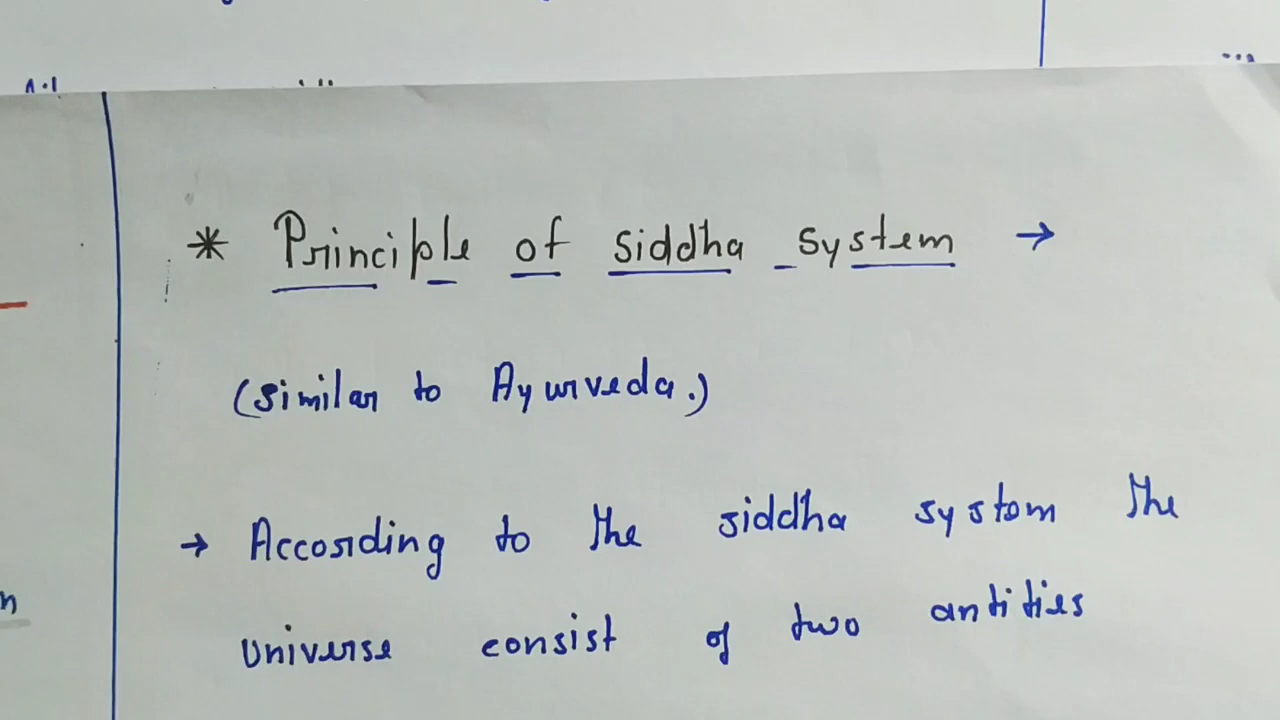 * Principle of siddha system →
(similar to Ayurveda.)
→ According to the siddha system the
universe consist of two antities